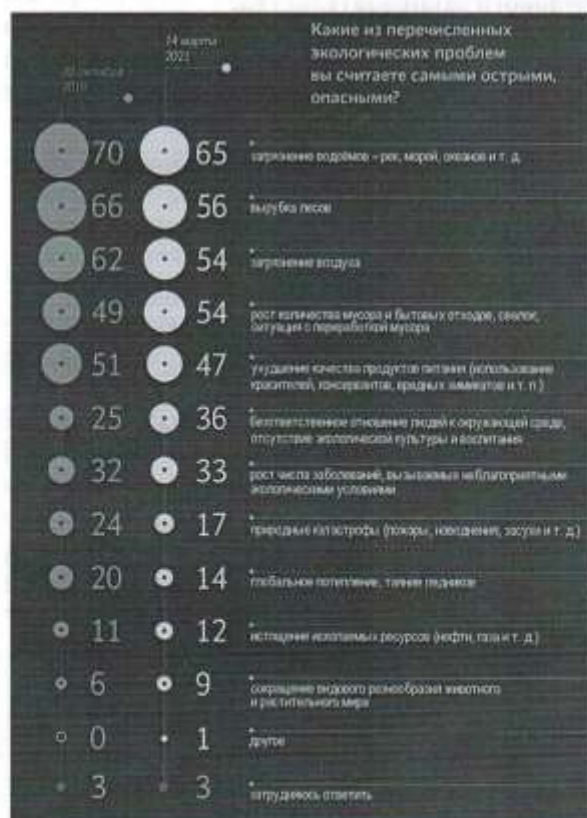 Какие из перечисленных
экологических проблем
вы считаете самыми острыми,
опасными?
14 марта
2021
2019
70 65 загрязнение водоёмов – рек, морей, океанов и т. д.
66 56 вырубка лесов
62 54 загрязнение воздуха
49 54 рост количества мусора и бытовых отходов, свалок,
ситуация с переработкой мусора
51 47 ухудшение качества продуктов питания (использование
красителей, консервантов, вредных химикатов и т. п.)
25 36 безответственное отношение людей к окружающей среде,
отсутствие экологической культуры и воспитания
32 33 рост числа заболеваний, вызываемых неблагоприятными
экологическими условиями
24 17 природные катастрофы (пожары, наводнения, засухи и т. д.)
20 14 глобальное потепление, таяние ледников
11 12 истощение ископаемых ресурсов (нефти, газа и т. д.)
6 9 сокращение видового разнообразия животного
и растительного мира
0 1 другое
3 3 затрудняюсь ответить